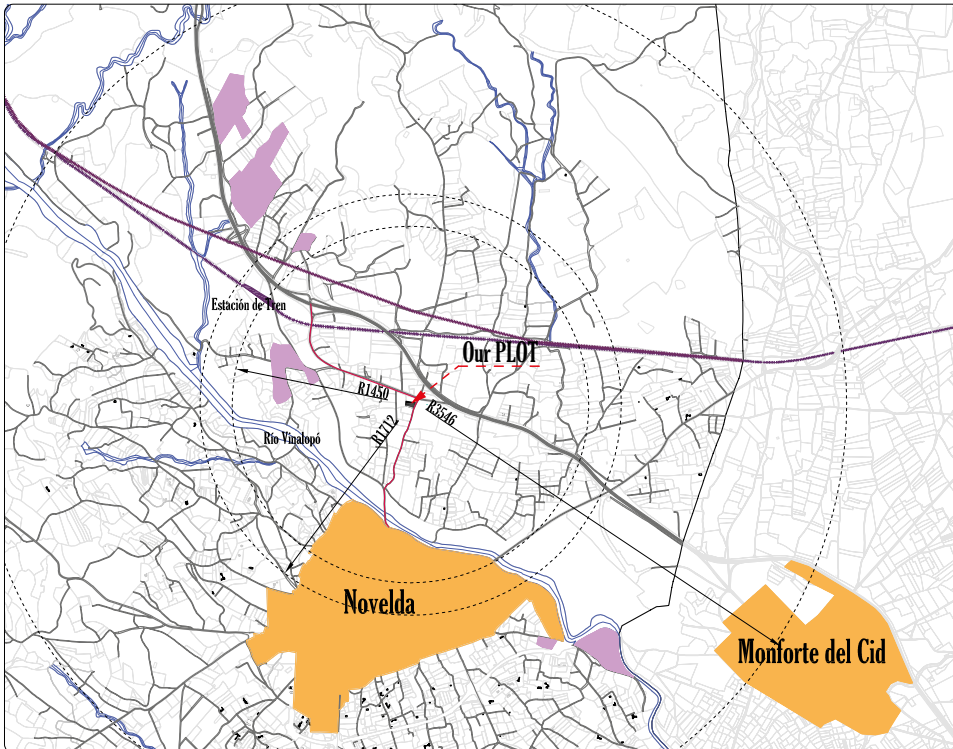 Estación de Tren
Our PLOT
R1450
R3546
R1712
Río Vinalopó
Novelda
Monforte del Cid